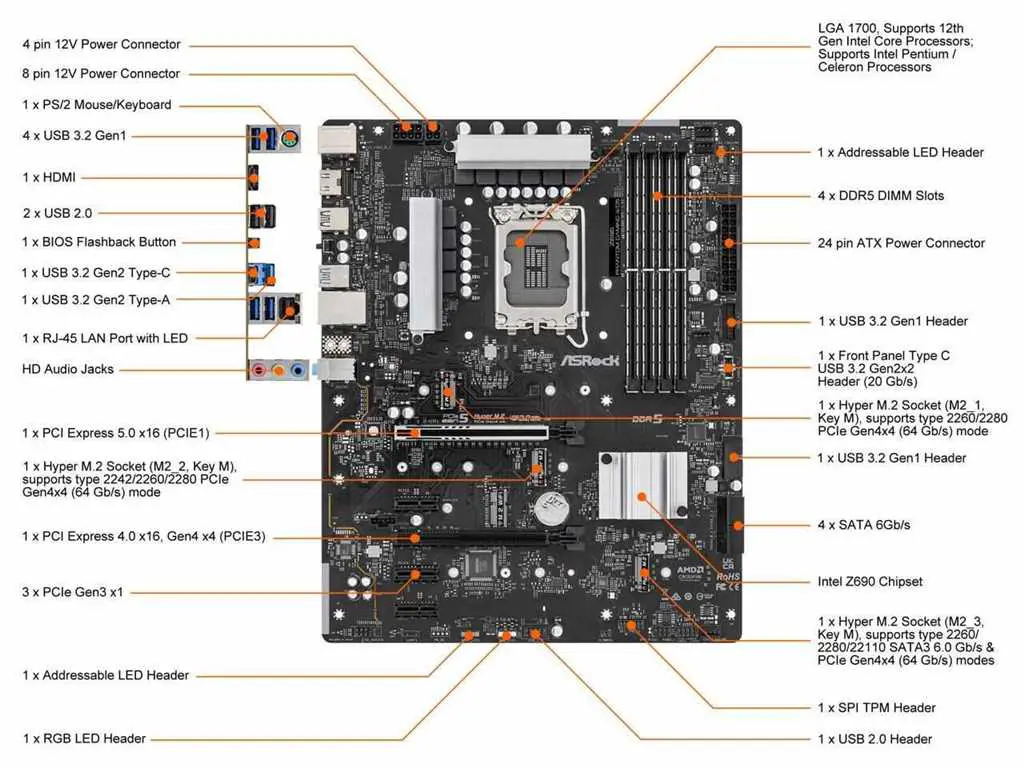 4 pin 12V Power Connector
8 pin 12V Power Connector
1 x PS/2 Mouse/Keyboard
4 x USB 3.2 Gen1
1 x HDMI
2 x USB 2.0
1 x BIOS Flashback Button
1 x USB 3.2 Gen2 Type-C
1 x USB 3.2 Gen2 Type-A
1 x RJ-45 LAN Port with LED
HD Audio Jacks
1 x PCI Express 5.0 x16 (PCIE1)
1 x Hyper M.2 Socket (M2_2, Key M),
supports type 2242/2260/2280 PCIe
Gen4x4 (64 Gb/s) mode
1 x PCI Express 4.0 x16, Gen4 x4 (PCIE3)
3 x PCIe Gen3 x1
1 x Addressable LED Header
1 x RGB LED Header
ASRock
Hyper M.2
DDR5
AMD
CROSSFIRE
RoHS
LGA 1700, Supports 12th
Gen Intel Core Processors;
Supports Intel Pentium /
Celeron Processors
1 x Addressable LED Header
4 x DDR5 DIMM Slots
24 pin ATX Power Connector
1 x USB 3.2 Gen1 Header
1 x Front Panel Type C
USB 3.2 Gen2x2
Header (20 Gb/s)
1 x Hyper M.2 Socket (M2_1,
Key M), supports type 2260/2280
PCIe Gen4x4 (64 Gb/s) mode
1 x USB 3.2 Gen1 Header
4 x SATA 6Gb/s
Intel Z690 Chipset
1 x Hyper M.2 Socket (M2_3,
Key M), supports type 2260/
2280/22110 SATA3 6.0 Gb/s &
PCIe Gen4x4 (64 Gb/s) modes
1 x SPI TPM Header
1 x USB 2.0 Header